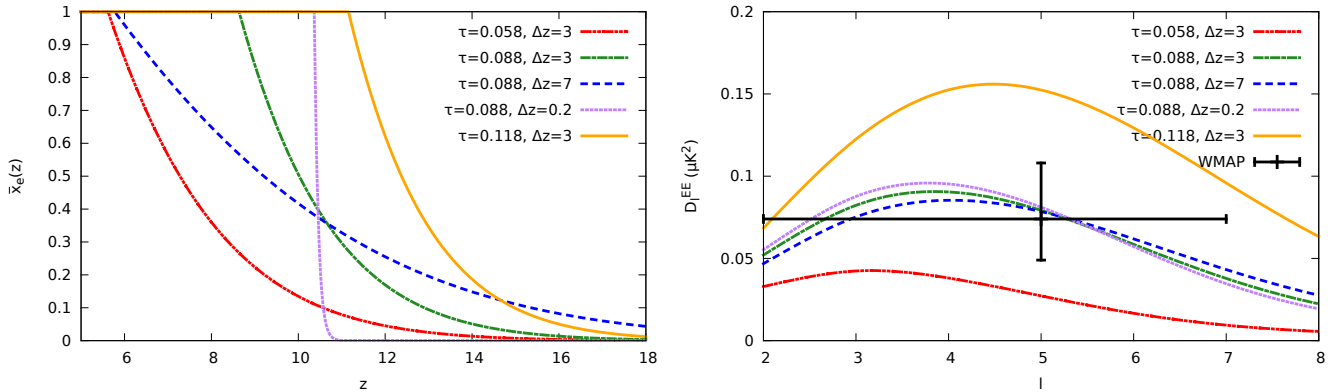 1
0.9
0.8
0.7
0.6
0.5
0.4
0.3
0.2
0.1
0
6 8 10 12 14 16 18
z
x̄e(z)
τ=0.058, Δz=3
τ=0.088, Δz=3
τ=0.088, Δz=7
τ=0.088, Δz=0.2
τ=0.118, Δz=3
0.2
0.15
0.1
0.05
0
2 3 4 5 6 7 8
l
Dl^EE (μK²)
τ=0.058, Δz=3
τ=0.088, Δz=3
τ=0.088, Δz=7
τ=0.088, Δz=0.2
τ=0.118, Δz=3
WMAP